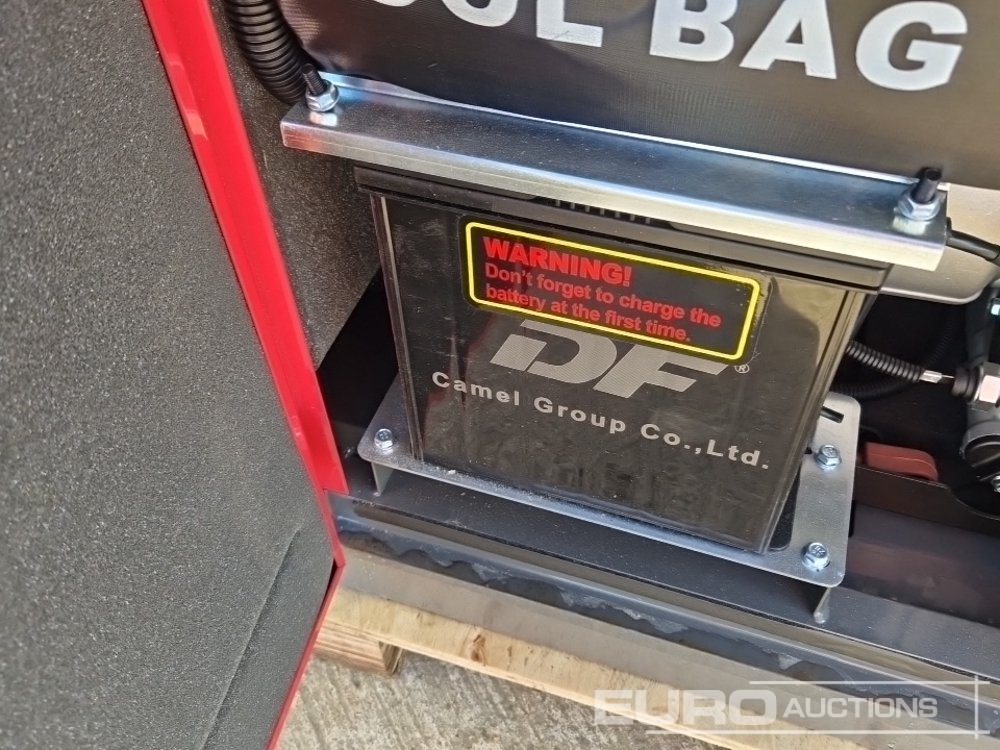 OOL BAG
WARNING!
Don't forget to charge the
battery at the first time.
DF®
Camel Group Co.,Ltd.
EURO AUCTIONS